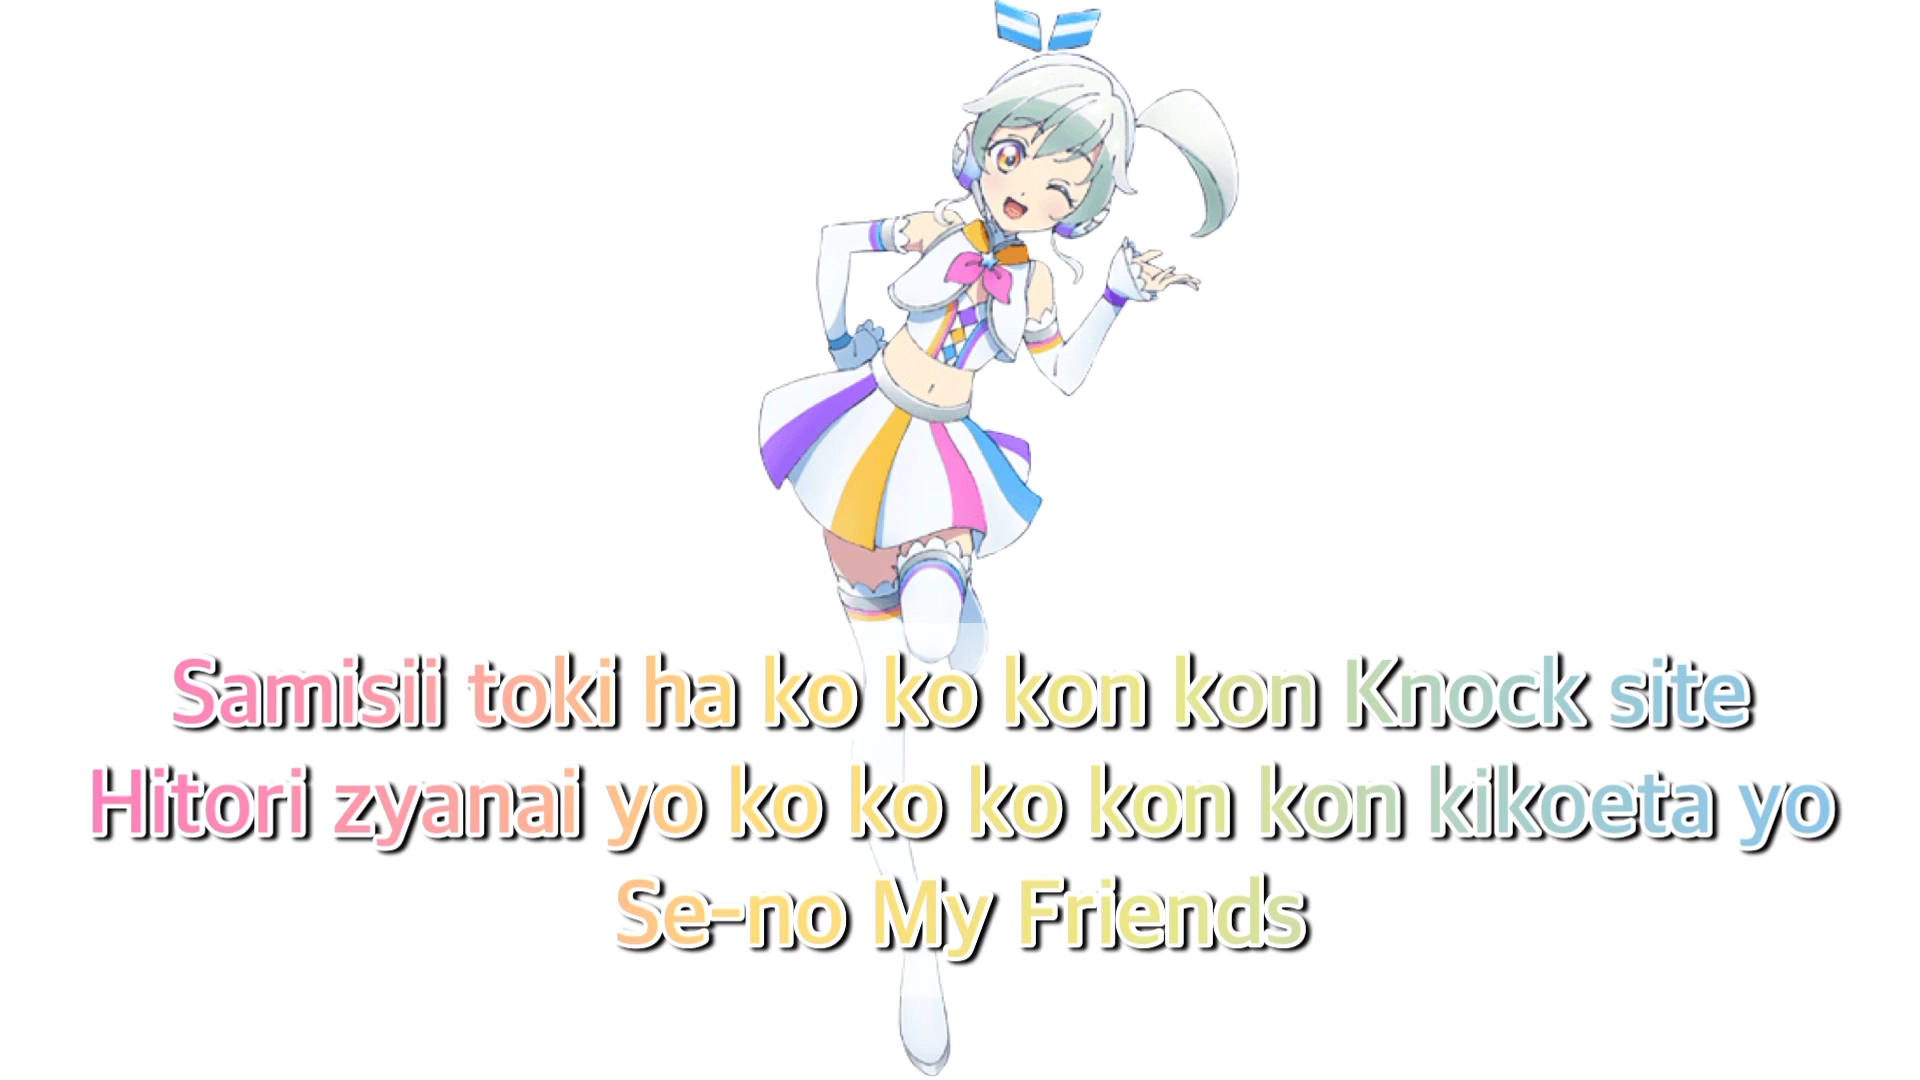 Samisii toki ha ko ko kon kon Knock site
Hitori zyanai yo ko ko ko kon kon kikoeta yo
Se-no My Friends